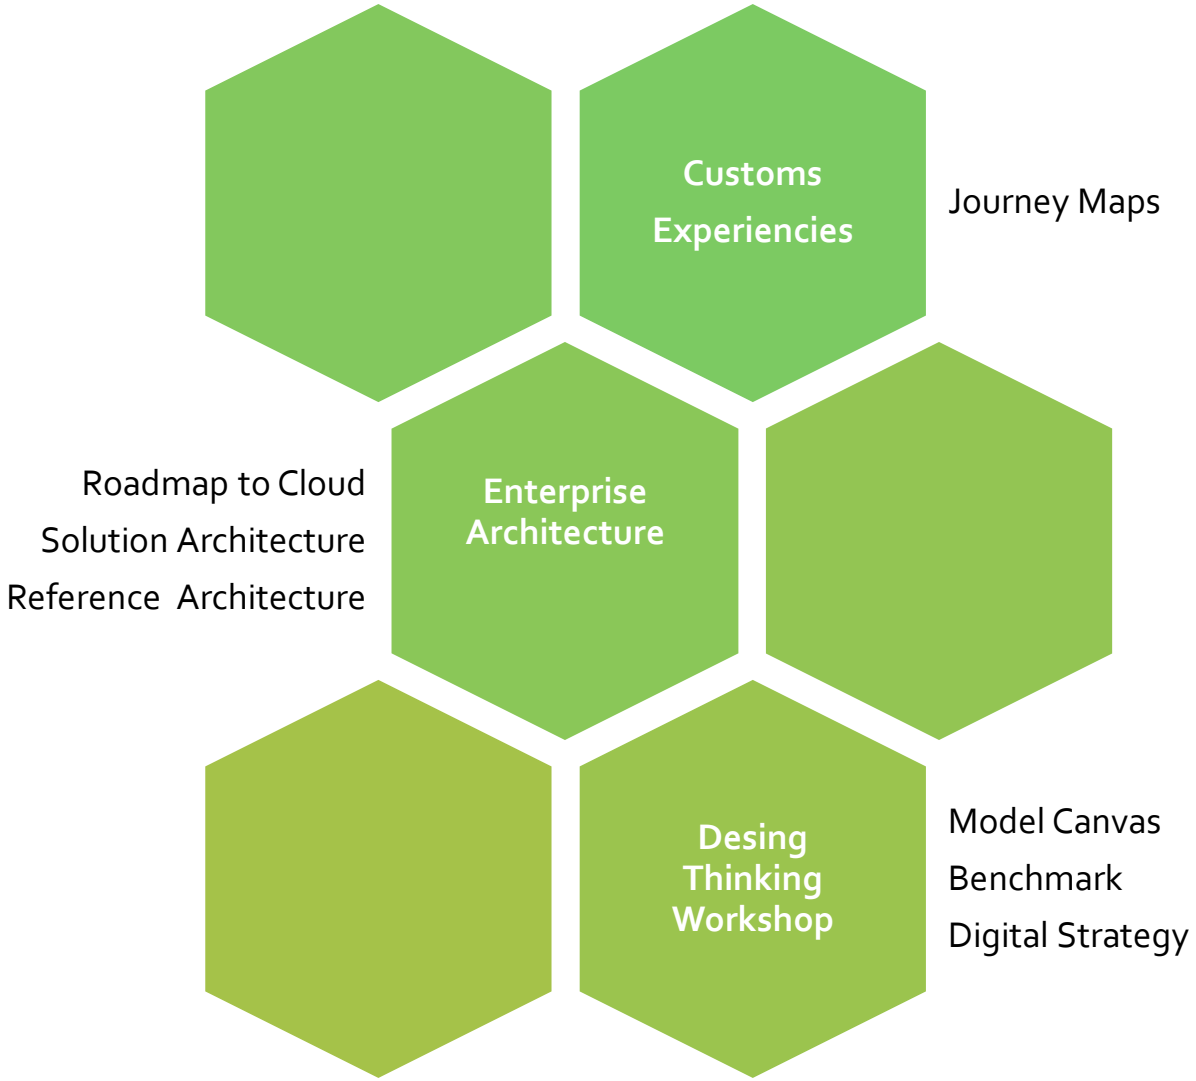 Customs
Experiencies
Journey Maps
Roadmap to Cloud
Solution Architecture
Reference Architecture
Enterprise
Architecture
Desing
Thinking
Workshop
Model Canvas
Benchmark
Digital Strategy